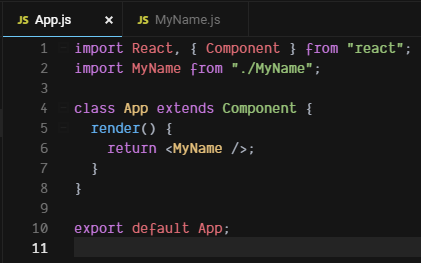 JS App.js × JS MyName.js
1 import React, { Component } from "react";
2 import MyName from "./MyName";
3
4 class App extends Component {
5   render() {
6     return <MyName />;
7   }
8 }
9
10 export default App;
11